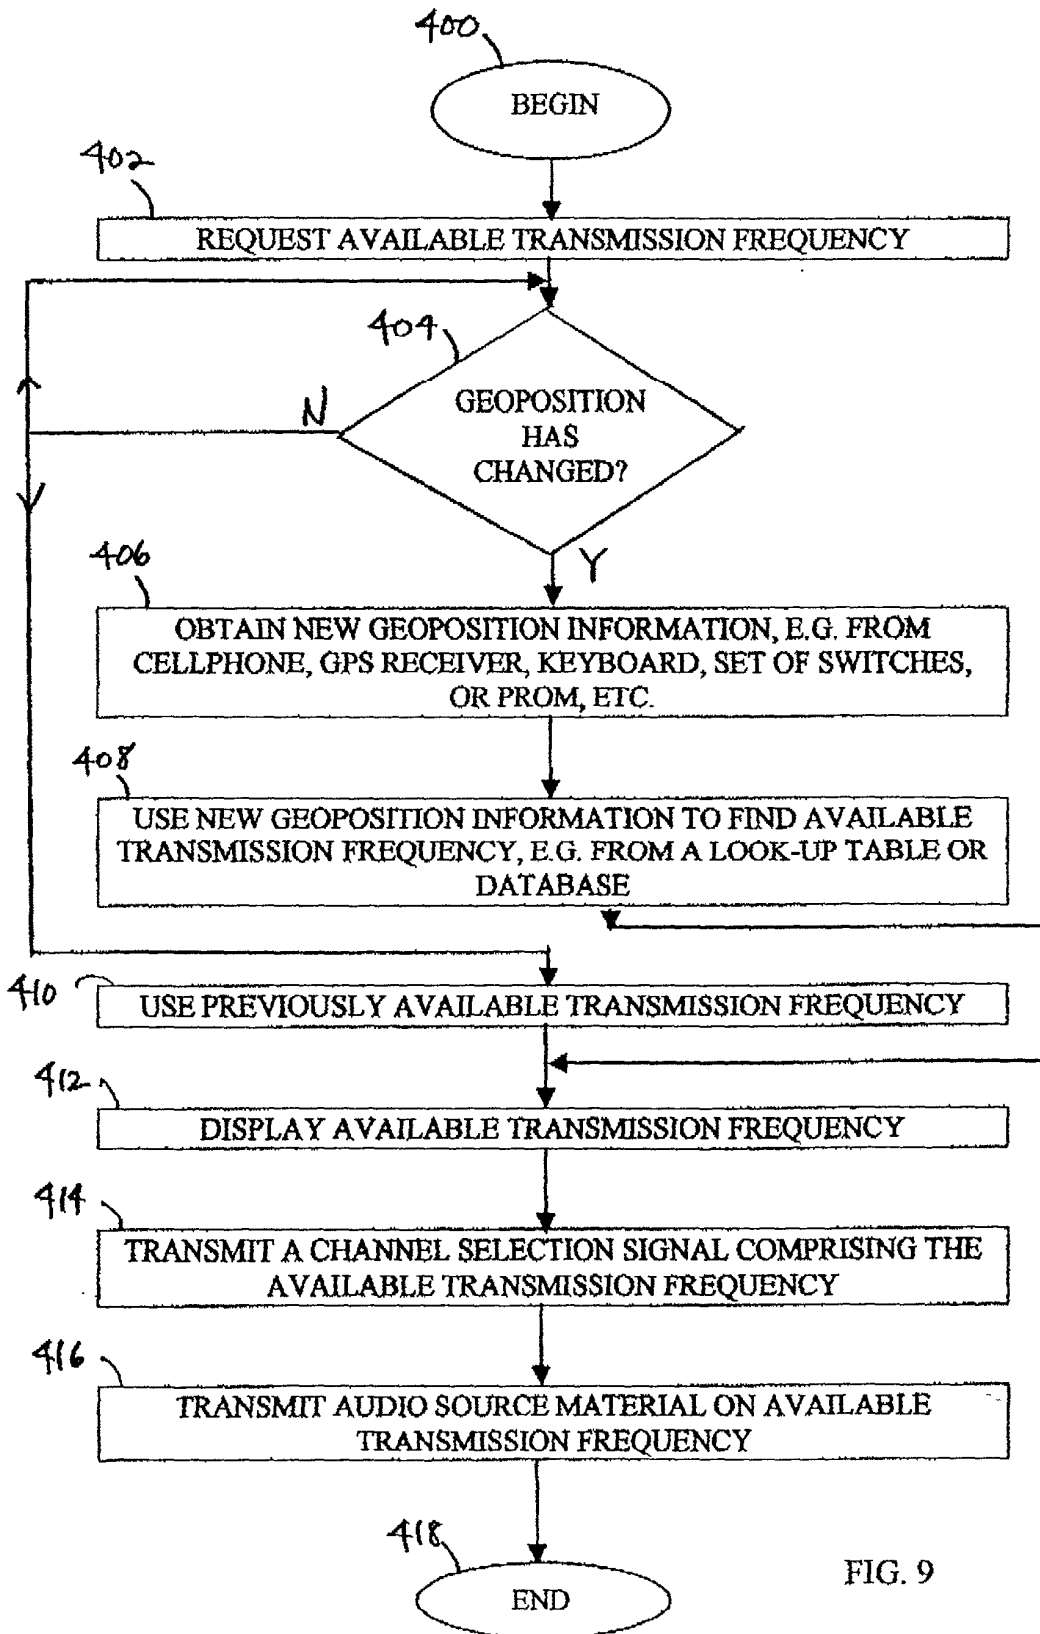 400
BEGIN
402
REQUEST AVAILABLE TRANSMISSION FREQUENCY
404
GEOPOSITION
HAS
CHANGED?
N
Y
406
OBTAIN NEW GEOPOSITION INFORMATION, E.G. FROM
CELLPHONE, GPS RECEIVER, KEYBOARD, SET OF SWITCHES,
OR PROM, ETC.
408
USE NEW GEOPOSITION INFORMATION TO FIND AVAILABLE
TRANSMISSION FREQUENCY, E.G. FROM A LOOK-UP TABLE OR
DATABASE
410
USE PREVIOUSLY AVAILABLE TRANSMISSION FREQUENCY
412
DISPLAY AVAILABLE TRANSMISSION FREQUENCY
414
TRANSMIT A CHANNEL SELECTION SIGNAL COMPRISING THE
AVAILABLE TRANSMISSION FREQUENCY
416
TRANSMIT AUDIO SOURCE MATERIAL ON AVAILABLE
TRANSMISSION FREQUENCY
418
END
FIG. 9